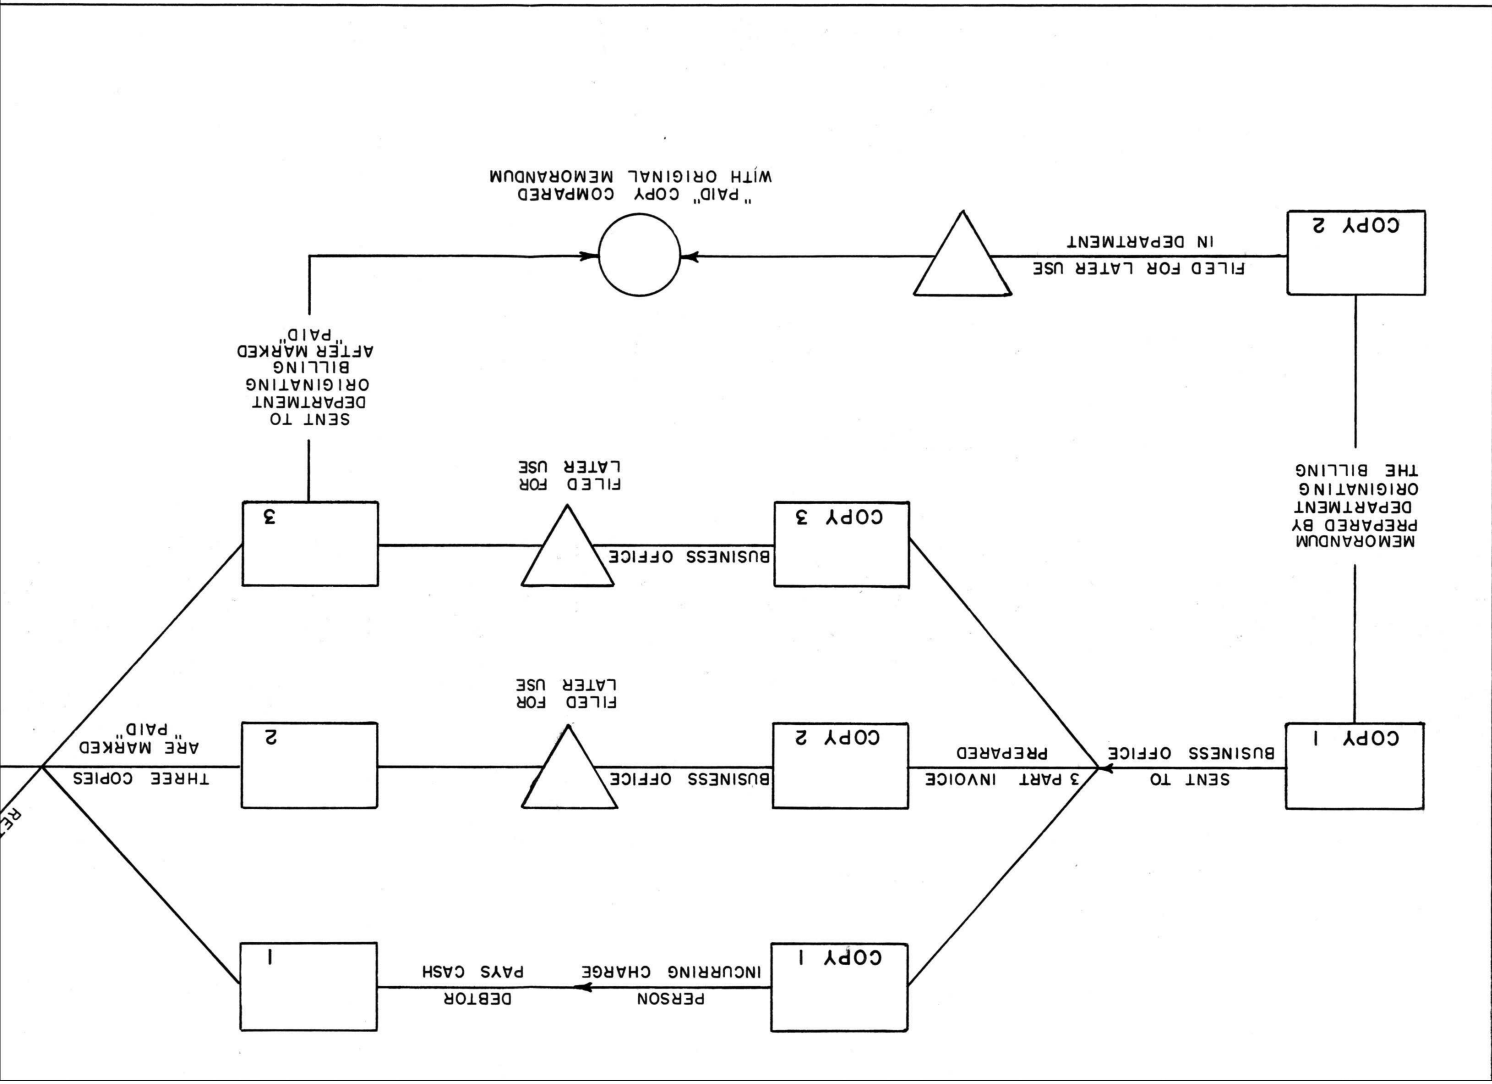 COPY 1
PERSON
INCURRING CHARGE
DEBTOR
PAYS CASH
1
COPY 1
SENT TO
BUSINESS OFFICE
3 PART INVOICE
PREPARED
COPY 2
BUSINESS OFFICE
FILED FOR
LATER USE
2
THREE COPIES
ARE MARKED
"PAID"
MEMORANDUM
PREPARED BY
DEPARTMENT
ORIGINATING
THE BILLING
COPY 3
BUSINESS OFFICE
FILED FOR
LATER USE
3
SENT TO
DEPARTMENT
ORIGINATING
BILLING
AFTER MARKED
"PAID"
COPY 2
FILED FOR LATER USE
IN DEPARTMENT
"PAID" COPY COMPARED
WITH ORIGINAL MEMORANDUM